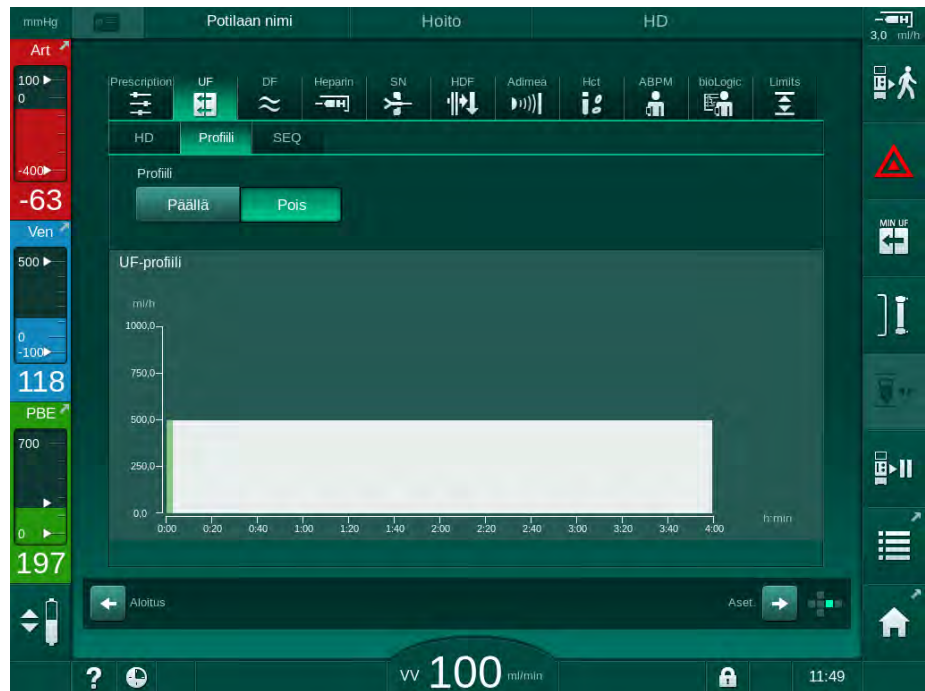 mmHg Potilaan nimi Hoito HD
3,0 ml/h
Art
100
0
-400
-63
Ven
500
0
-100
118
PBE
700
0
197
Prescription UF DF Heparin SN HDF Adimea Hct ABPM bioLogic Limits
HD Profiili SEQ
Profiili
Päällä Pois
UF-profiili
ml/h
1000,0
750,0
500,0
250,0
0,0
0:00 0:20 0:40 1:00 1:20 1:40 2:00 2:20 2:40 3:00 3:20 3:40 4:00
h:min
Aloitus Aset.
MIN UF
? VV 100 ml/min 11:49